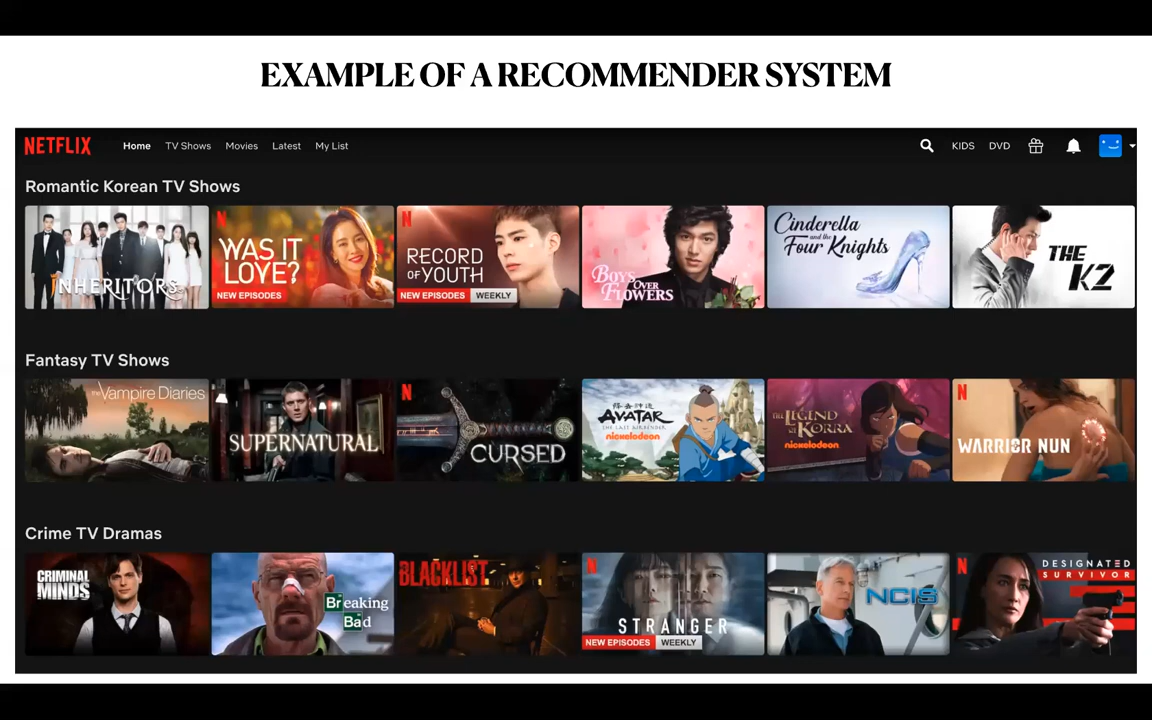 EXAMPLE OF A RECOMMENDER SYSTEM
NETFLIX Home TV Shows Movies Latest My List KIDS DVD
Romantic Korean TV Shows
INHERITORS
N
WAS IT
LOVE?
NEW EPISODES
N
RECORD
OF YOUTH
NEW EPISODES WEEKLY
BOYS
OVER
FLOWERS
Cinderella
and the
Four Knights
THE
K2
Fantasy TV Shows
the Vampire Diaries
SUPERNATURAL
N
CURSED
AVATAR
THE LAST AIRBENDER
nickelodeon
THE LEGEND
OF KORRA
nickelodeon
N
WARRIOR NUN
Crime TV Dramas
CRIMINAL
MINDS
Breaking
Bad
BLACKLIST
N
STRANGER
NEW EPISODES WEEKLY
NCIS
N
DESIGNATED
SURVIVOR